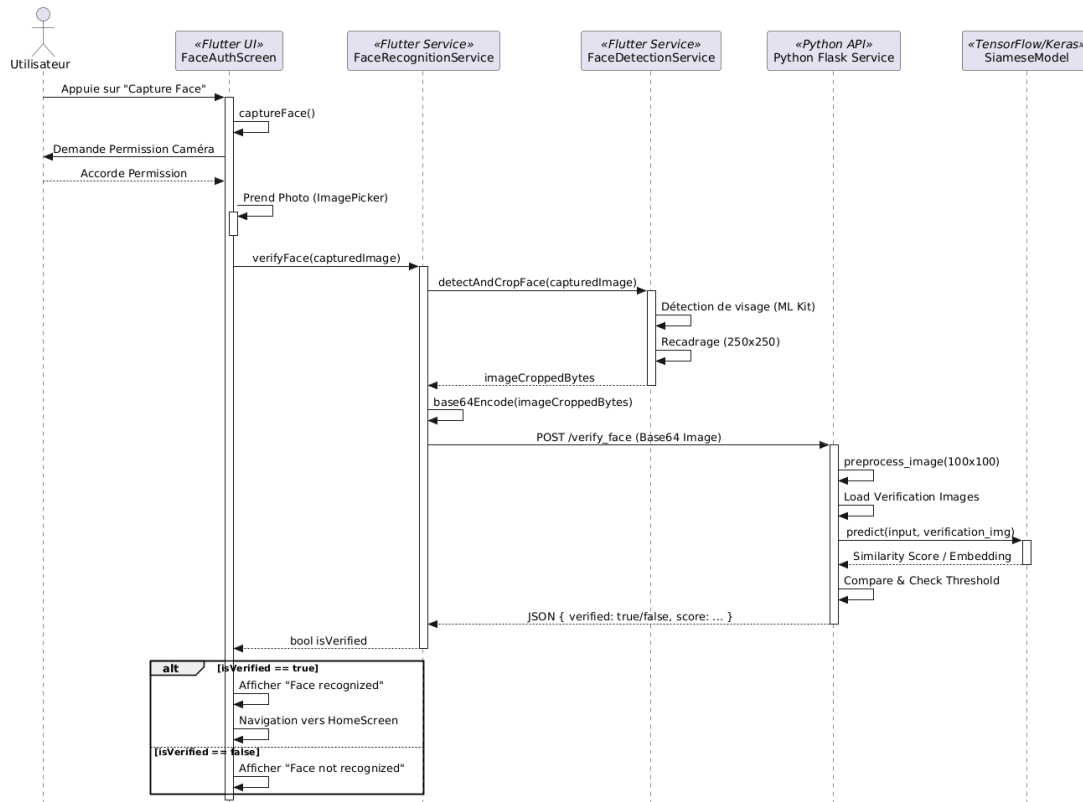 «Flutter UI»
FaceAuthScreen
«Flutter Service»
FaceRecognitionService
«Flutter Service»
FaceDetectionService
«Python API»
Python Flask Service
«TensorFlow/Keras»
SiameseModel
Utilisateur
Appuie sur "Capture Face"
captureFace()
Demande Permission Caméra
Accorde Permission
Prend Photo (ImagePicker)
verifyFace(capturedImage)
detectAndCropFace(capturedImage)
Détection de visage (ML Kit)
Recadrage (250x250)
imageCroppedBytes
base64Encode(imageCroppedBytes)
POST /verify_face (Base64 Image)
preprocess_image(100x100)
Load Verification Images
predict(input, verification_img)
Similarity Score / Embedding
Compare & Check Threshold
JSON { verified: true/false, score: ... }
bool isVerified
alt [isVerified == true]
Afficher "Face recognized"
Navigation vers HomeScreen
[isVerified == false]
Afficher "Face not recognized"